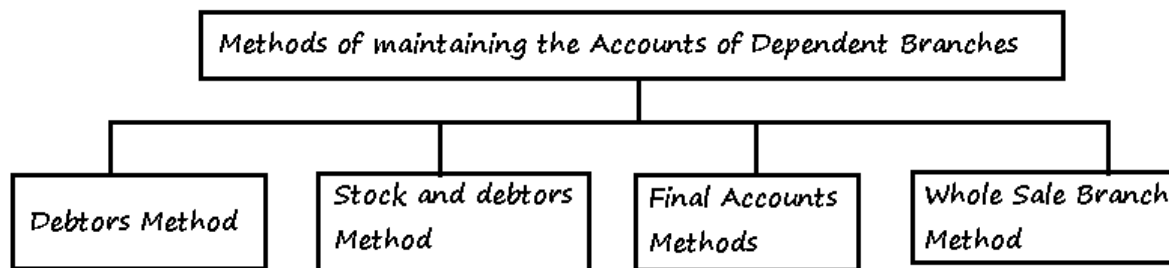 Methods of maintaining the Accounts of Dependent Branches
Debtors Method
Stock and debtors
Method
Final Accounts
Methods
Whole Sale Branch
Method